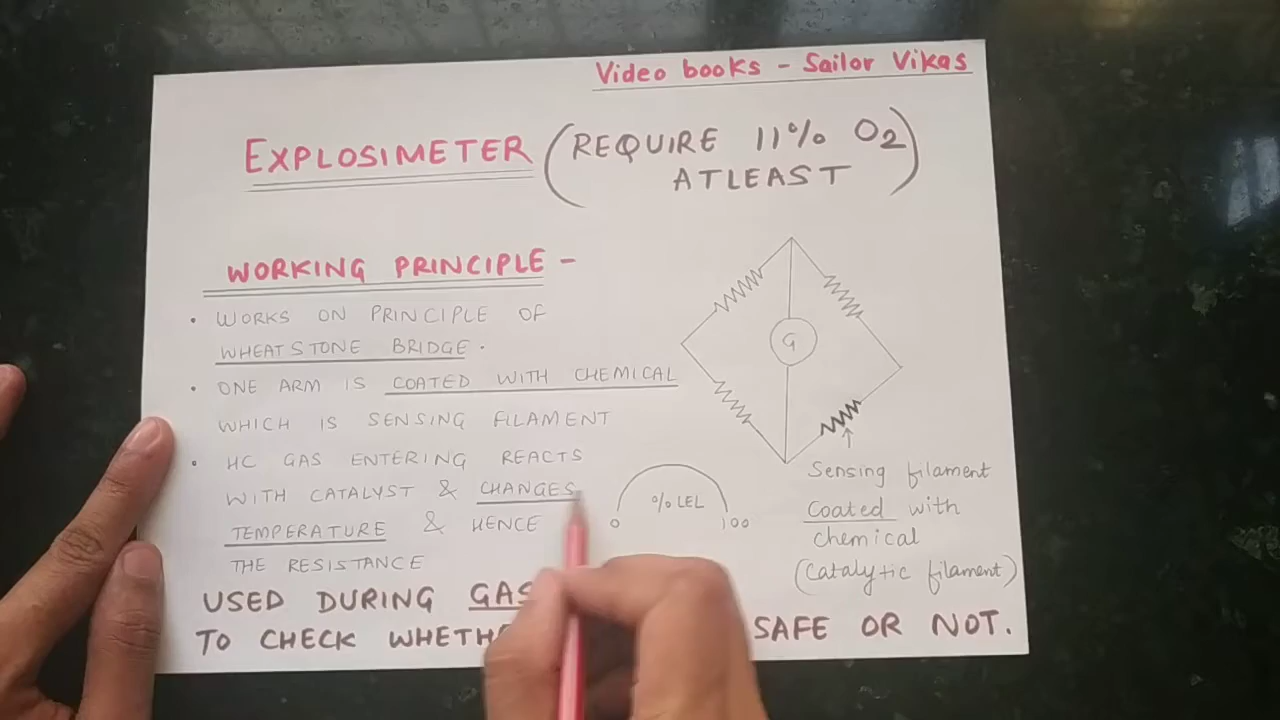 Video books - Sailor Vikas
EXPLOSIMETER (REQUIRE 11% O2
ATLEAST)
WORKING PRINCIPLE -
• WORKS ON PRINCIPLE OF
WHEATSTONE BRIDGE.
• ONE ARM IS COATED WITH CHEMICAL
WHICH IS SENSING FILAMENT
• HC GAS ENTERING REACTS
WITH CATALYST & CHANGES
TEMPERATURE & HENCE
THE RESISTANCE
G
% LEL
0 100
Sensing filament
Coated with
chemical
(Catalytic filament)
USED DURING GAS
TO CHECK SAFE OR NOT.